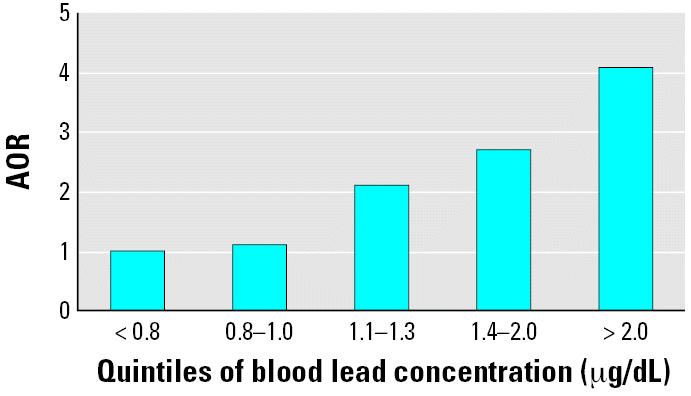 5
4
3
2
1
0
AOR
< 0.8 0.8–1.0 1.1–1.3 1.4–2.0 > 2.0
Quintiles of blood lead concentration (μg/dL)